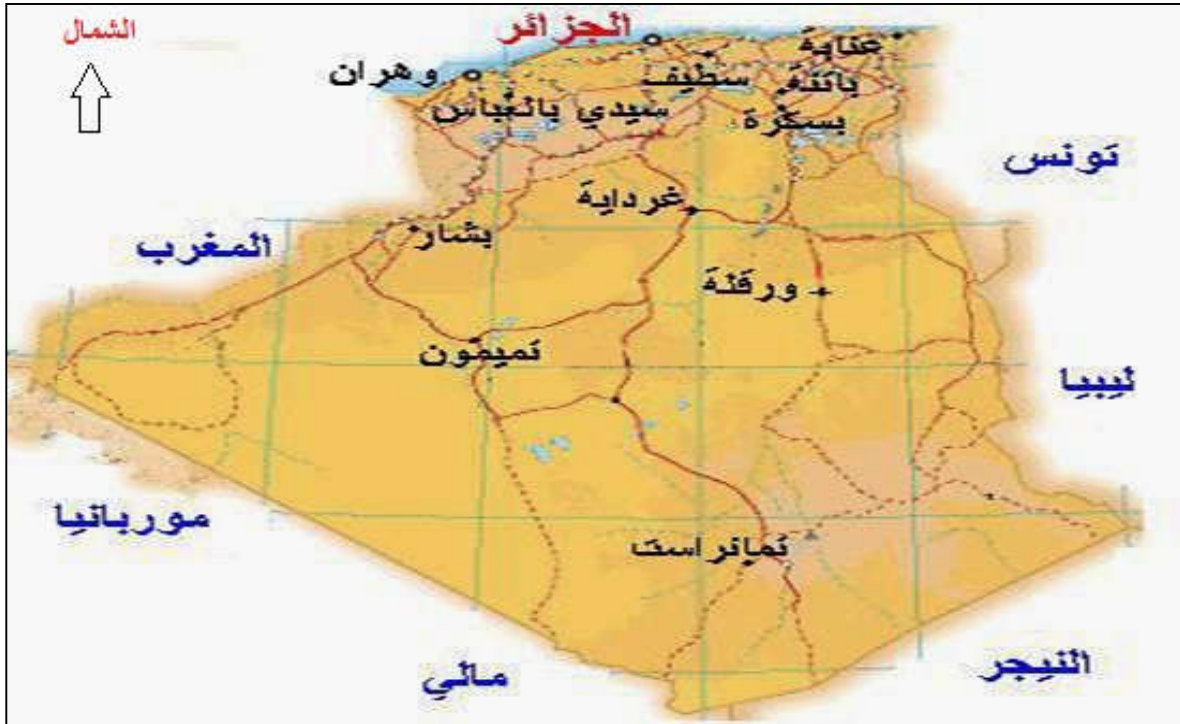 الشمال
الجزائر
عنابة
وهران
سطيف
باتنة
سيدي بالعباس
بسكرة
تونس
غرداية
بشار
المغرب
ورقلة
تميمون
ليبيا
موريتانيا
تمانراست
مالي
النيجر